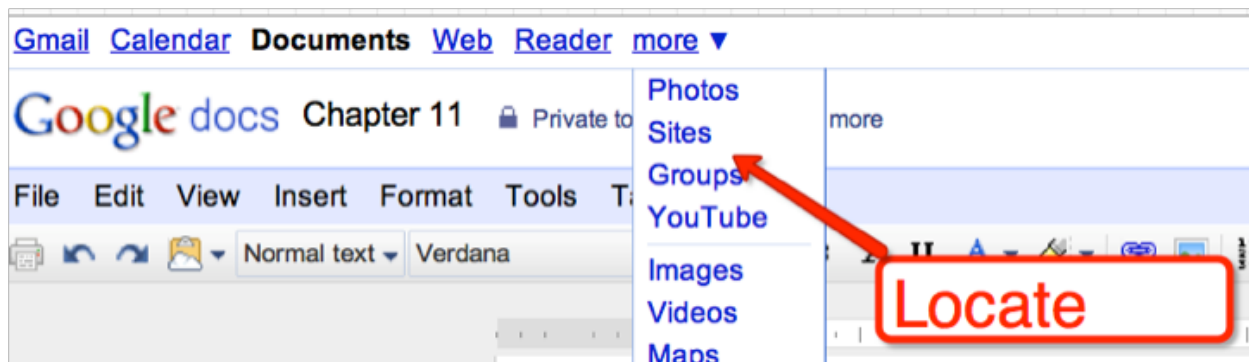 Gmail Calendar Documents Web Reader more ▼
Google docs Chapter 11 Private to more
Photos
Sites
Groups
YouTube
Images
Videos
Maps
File Edit View Insert Format Tools
Normal text Verdana
Locate